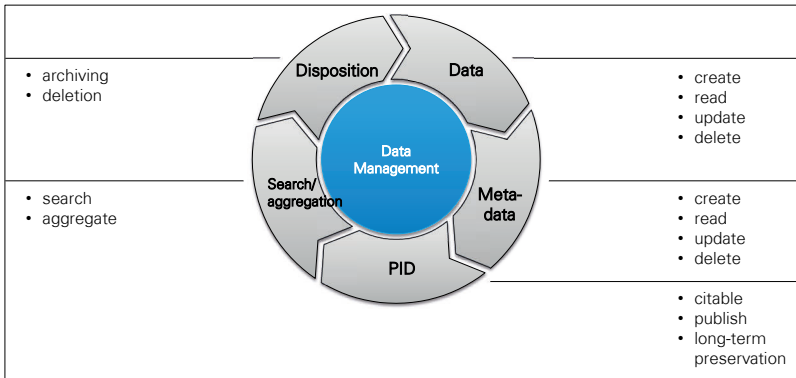 Disposition
Data
• archiving
• deletion
• create
• read
• update
• delete
Data
Management
Search/
aggregation
Meta-
data
• search
• aggregate
• create
• read
• update
• delete
PID
• citable
• publish
• long-term
preservation